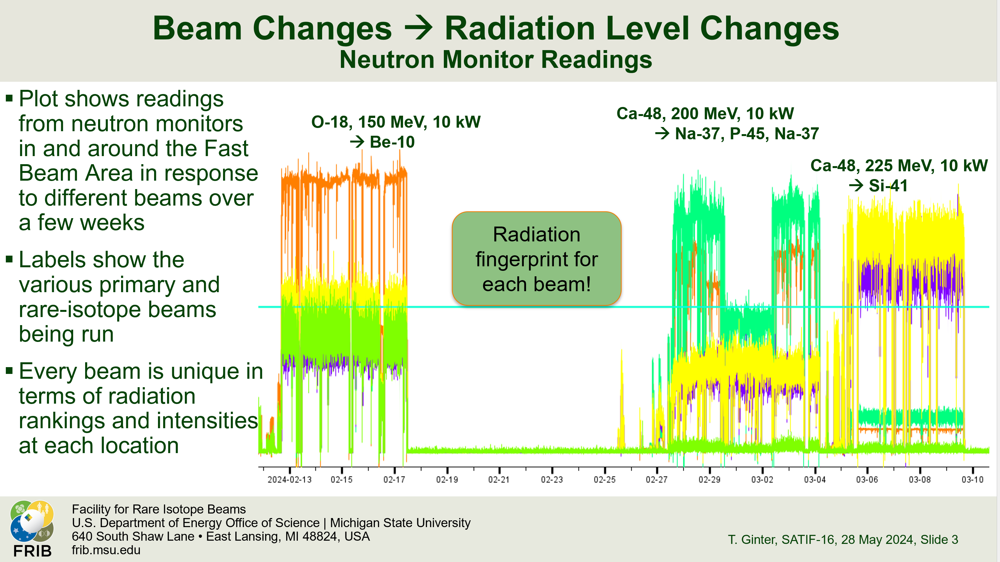 Beam Changes → Radiation Level Changes
Neutron Monitor Readings
▪ Plot shows readings
from neutron monitors
in and around the Fast
Beam Area in response
to different beams over
a few weeks
▪ Labels show the
various primary and
rare-isotope beams
being run
▪ Every beam is unique in
terms of radiation
rankings and intensities
at each location
O-18, 150 MeV, 10 kW
→ Be-10
Radiation
fingerprint for
each beam!
Ca-48, 200 MeV, 10 kW
→ Na-37, P-45, Na-37
Ca-48, 225 MeV, 10 kW
→ Si-41
2024-02-13 02-15 02-17 02-19 02-21 02-23 02-25 02-27 02-29 03-02 03-04 03-06 03-08 03-10
FRIB
Facility for Rare Isotope Beams
U.S. Department of Energy Office of Science | Michigan State University
640 South Shaw Lane • East Lansing, MI 48824, USA
frib.msu.edu
T. Ginter, SATIF-16, 28 May 2024, Slide 3